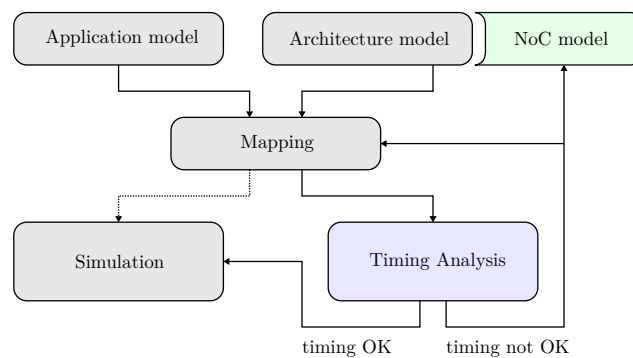 Application model
Architecture model
NoC model
Mapping
Simulation
Timing Analysis
timing OK
timing not OK